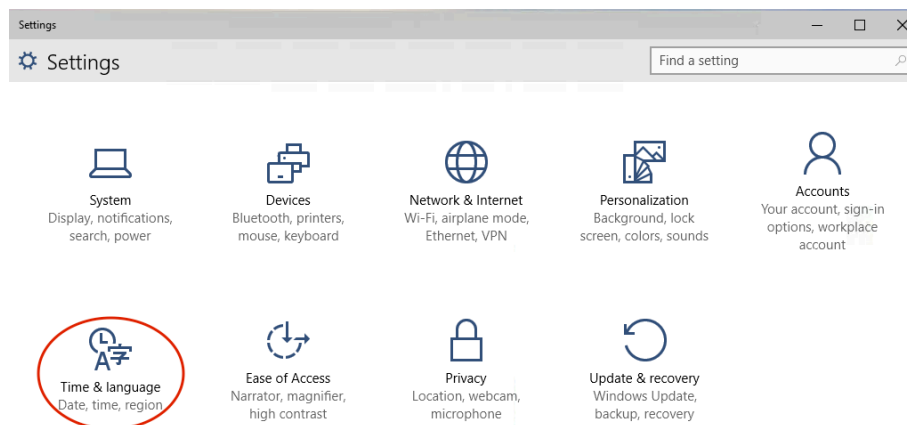 Settings
Settings
Find a setting
System
Display, notifications,
search, power
Devices
Bluetooth, printers,
mouse, keyboard
Network & Internet
Wi-Fi, airplane mode,
Ethernet, VPN
Personalization
Background, lock
screen, colors, sounds
Accounts
Your account, sign-in
options, workplace
account
Time & language
Date, time, region
Ease of Access
Narrator, magnifier,
high contrast
Privacy
Location, webcam,
microphone
Update & recovery
Windows Update,
backup, recovery